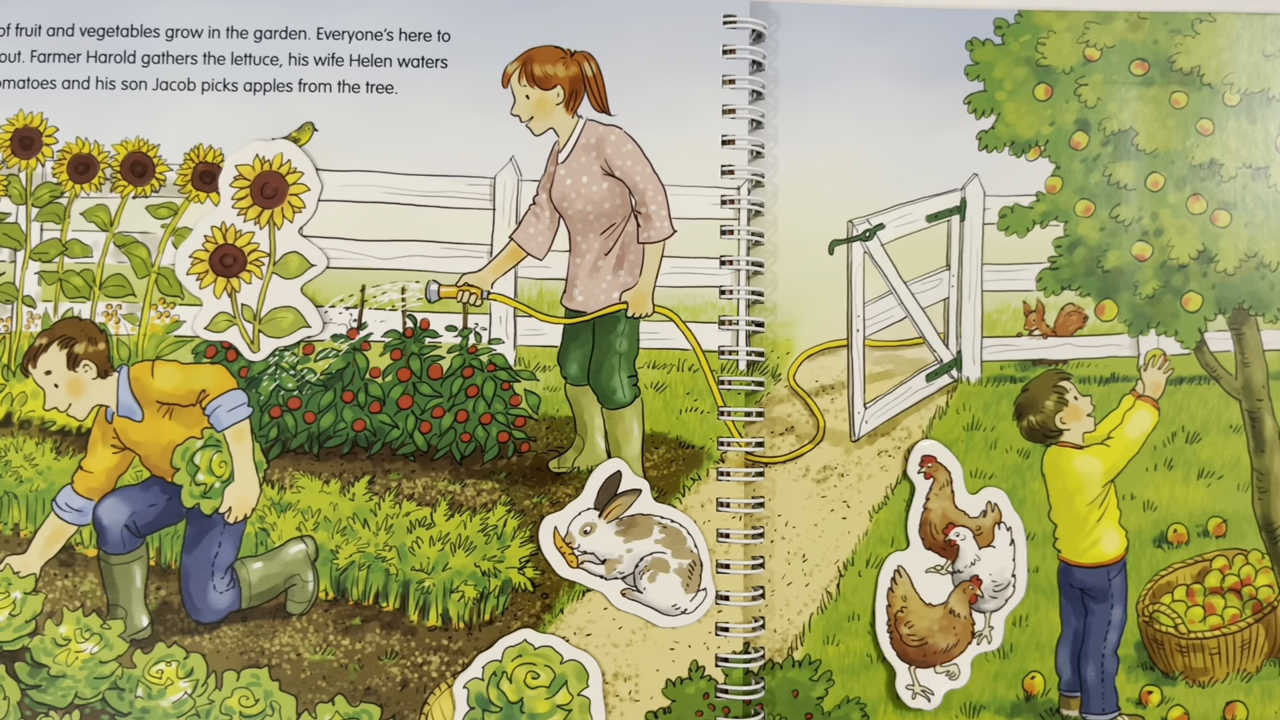 of fruit and vegetables grow in the garden. Everyone's here to
out. Farmer Harold gathers the lettuce, his wife Helen waters
omatoes and his son Jacob picks apples from the tree.